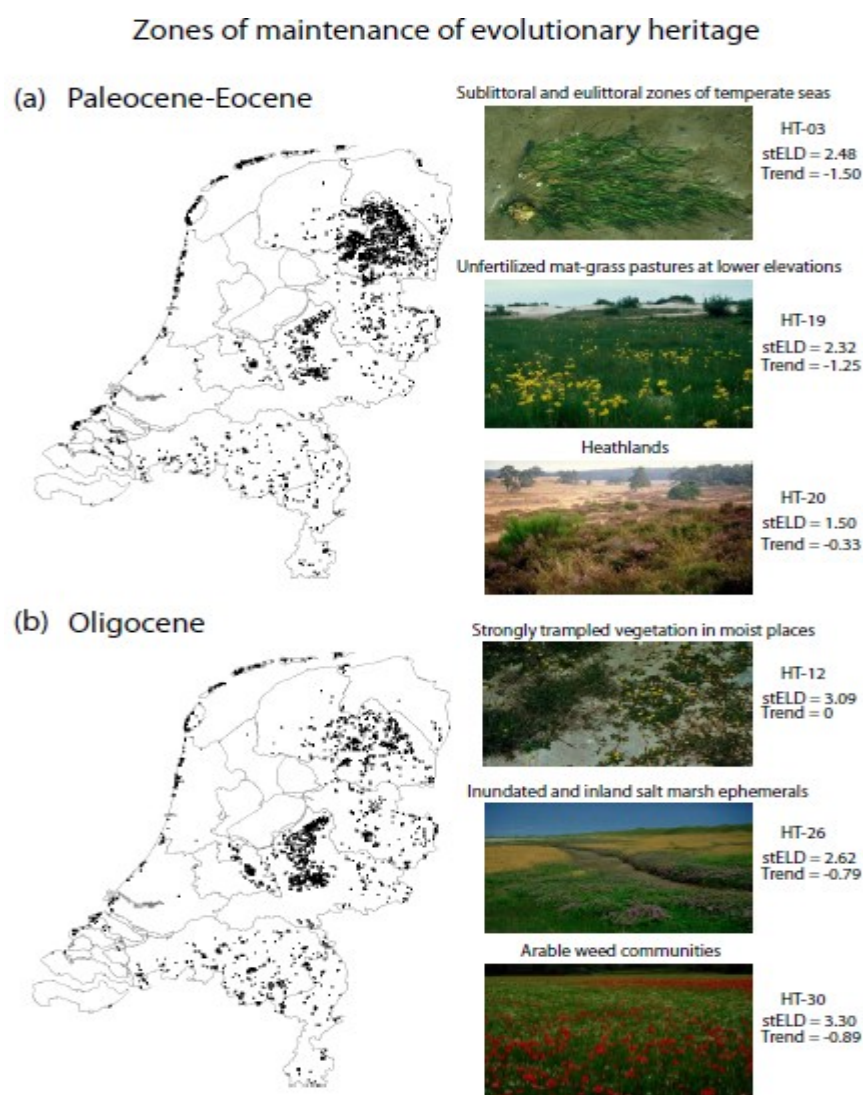 Zones of maintenance of evolutionary heritage
(a) Paleocene-Eocene
Sublittoral and eulittoral zones of temperate seas
HT-03
stELD = 2.48
Trend = -1.50
Unfertilized mat-grass pastures at lower elevations
HT-19
stELD = 2.32
Trend = -1.25
Heathlands
HT-20
stELD = 1.50
Trend = -0.33
(b) Oligocene
Strongly trampled vegetation in moist places
HT-12
stELD = 3.09
Trend = 0
Inundated and inland salt marsh ephemerals
HT-26
stELD = 2.62
Trend = -0.79
Arable weed communities
HT-30
stELD = 3.30
Trend = -0.89